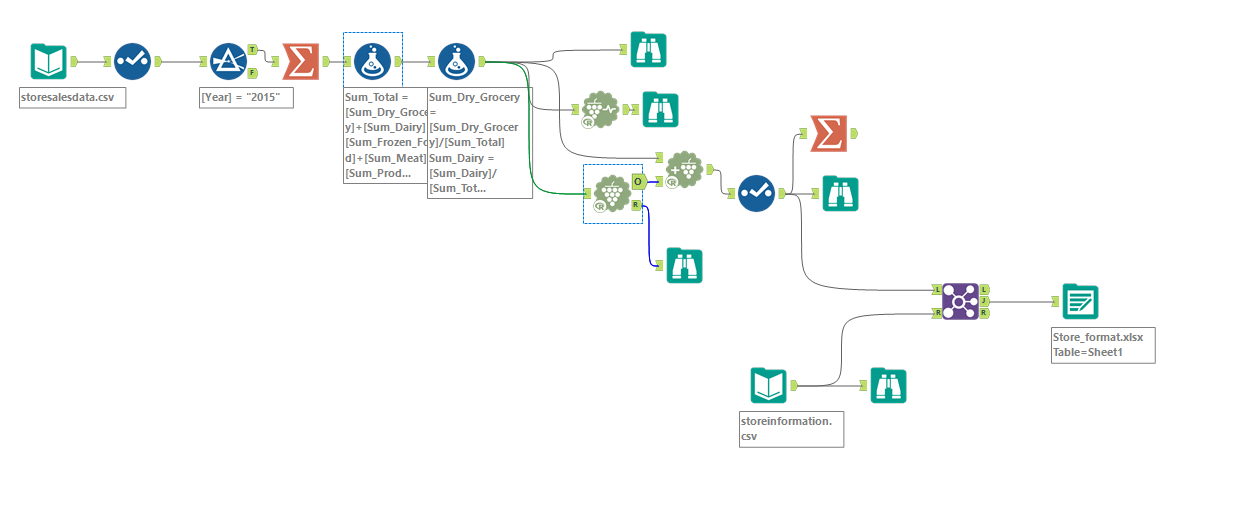 storesalesdata.csv
T
F
[Year] = "2015"
Sum_Total =
[Sum_Dry_Groce
y]+[Sum_Dairy]
[Sum_Frozen_Fo
d]+[Sum_Meat]
[Sum_Prod...
Sum_Dry_Grocery
=
[Sum_Dry_Grocer
y]/[Sum_Total]
Sum_Dairy =
[Sum_Dairy]/
[Sum_Tot...
R
R
R
O
R
L
R
L
J
R
Store_format.xlsx
Table=Sheet1
storeinformation.
csv